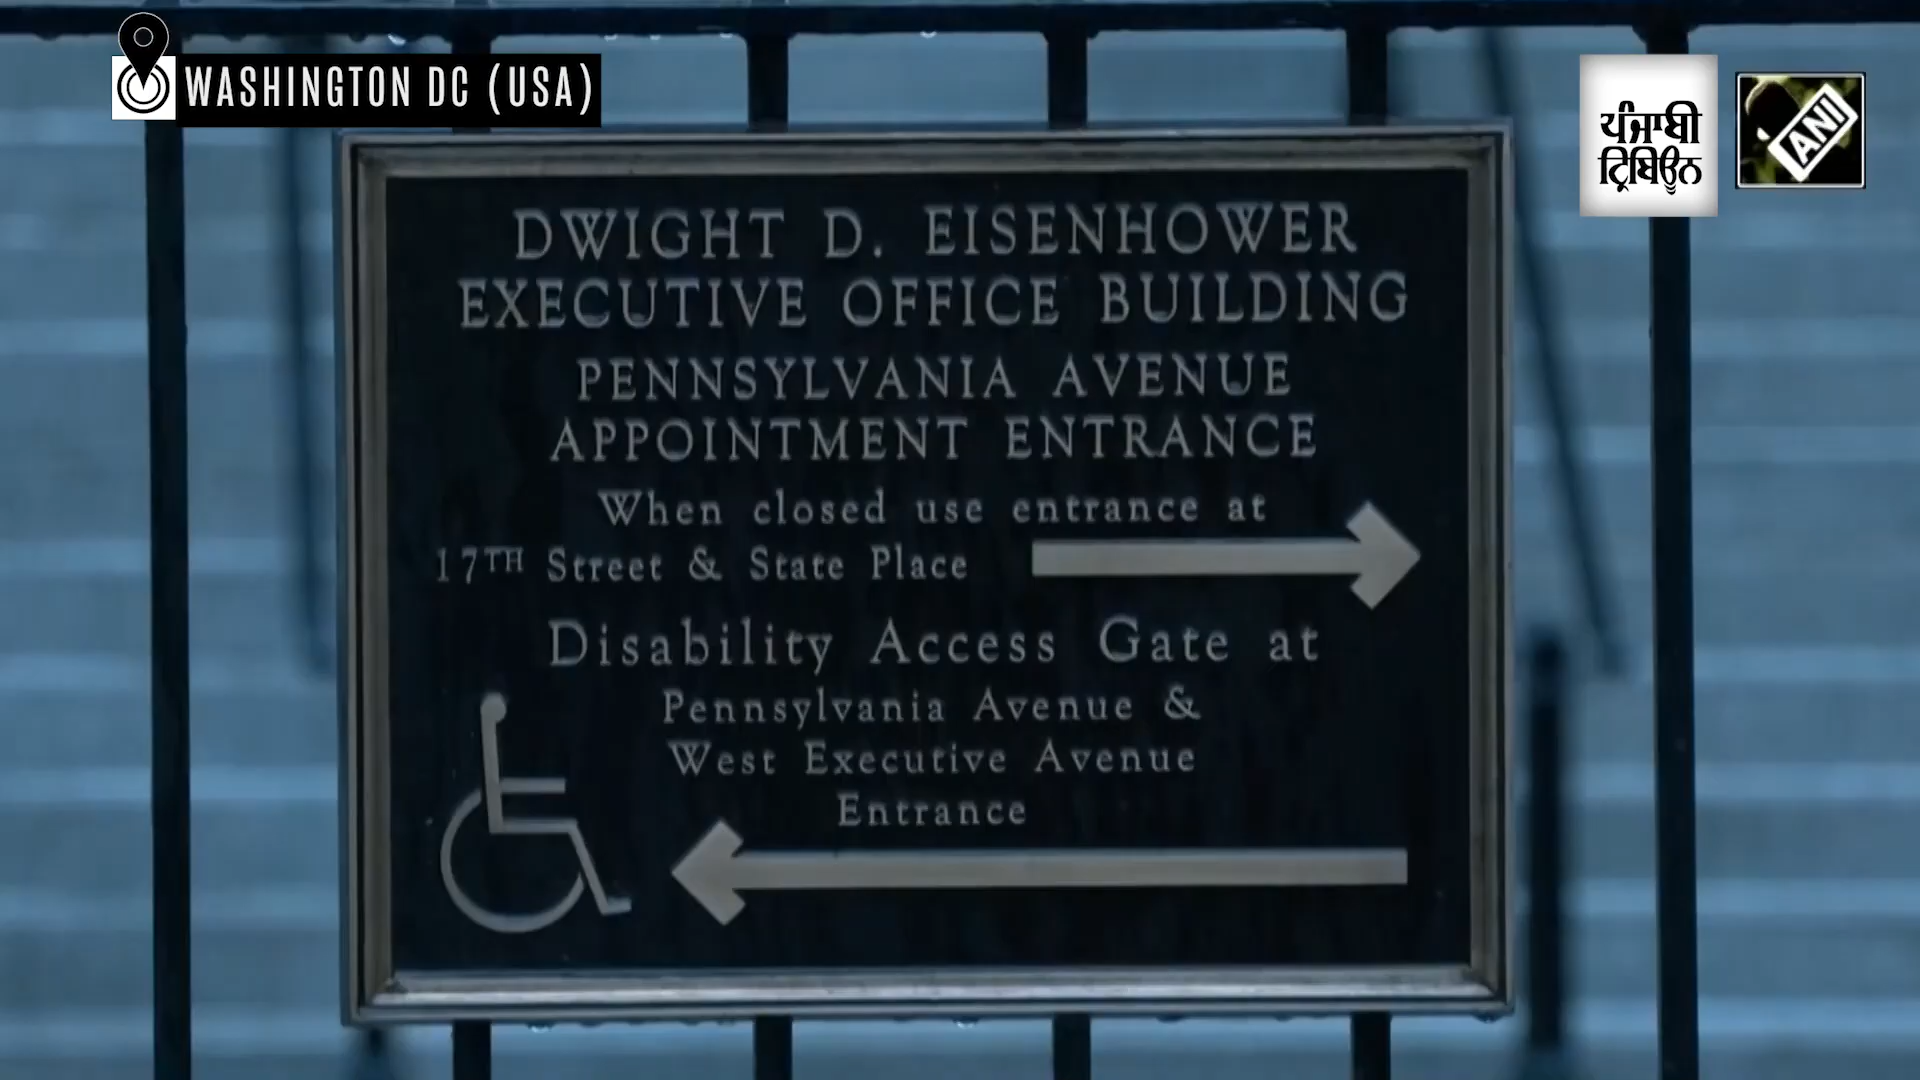 WASHINGTON DC (USA)
ਪੰਜਾਬੀ
ਟ੍ਰਿਬਿਊਨ
ANI
DWIGHT D. EISENHOWER
EXECUTIVE OFFICE BUILDING
PENNSYLVANIA AVENUE
APPOINTMENT ENTRANCE
When closed use entrance at
17TH Street & State Place
Disability Access Gate at
Pennsylvania Avenue &
West Executive Avenue
Entrance